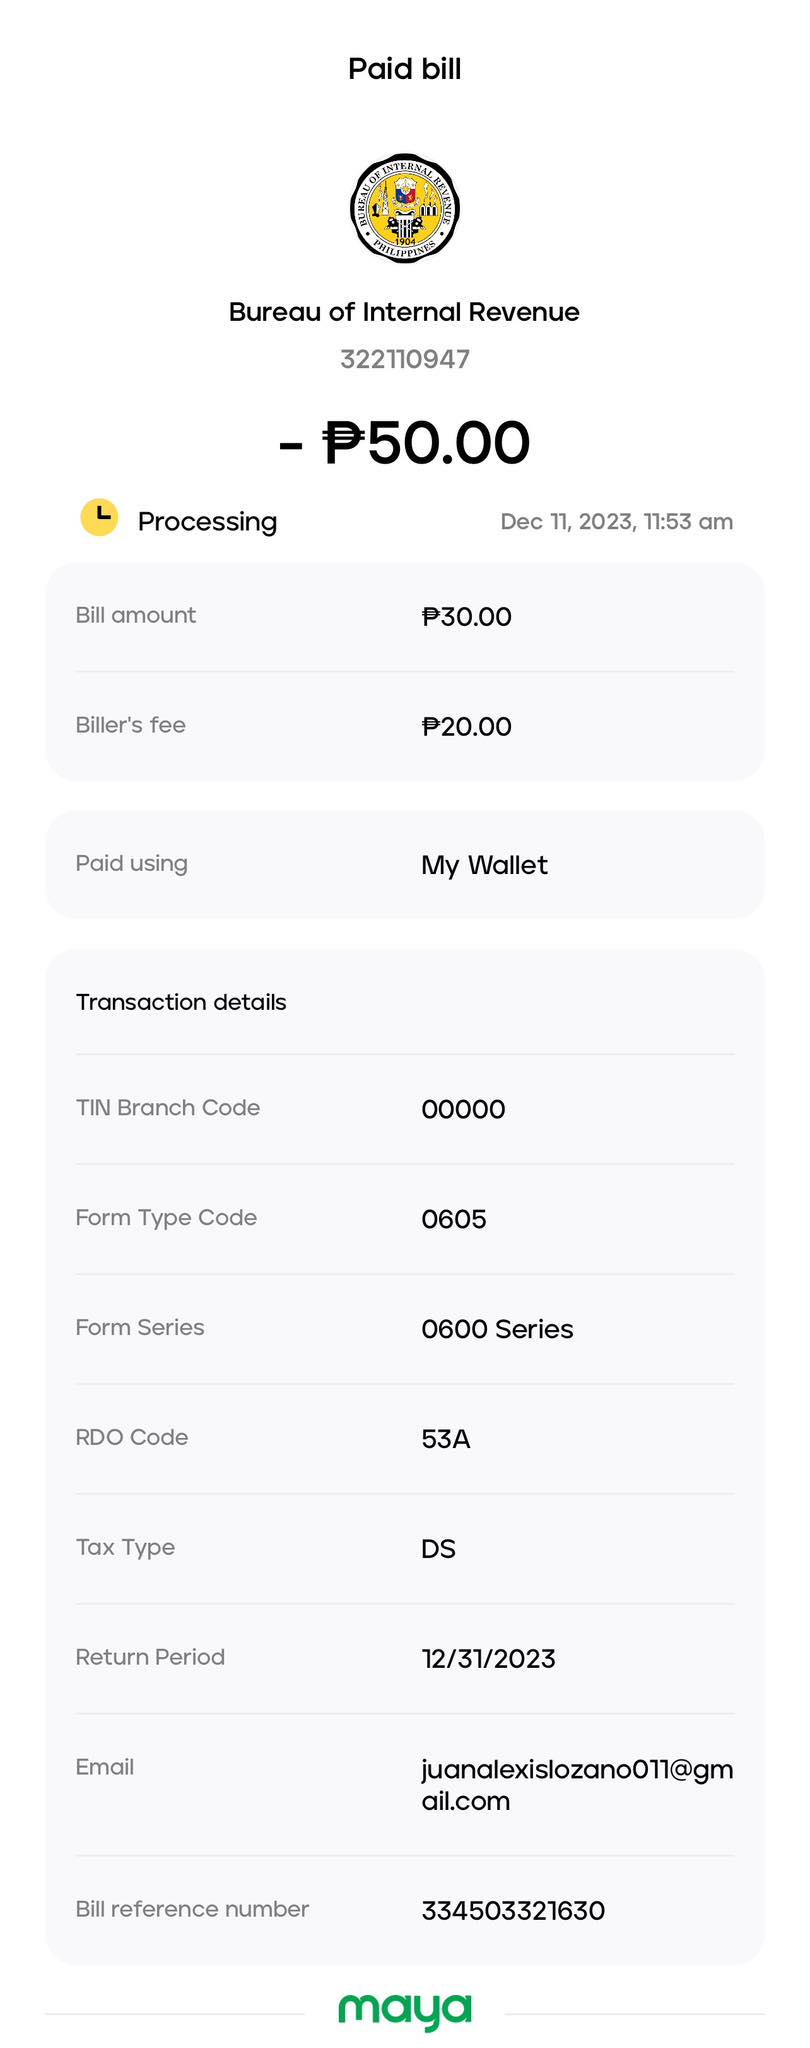 Paid bill
BUREAU OF INTERNAL REVENUE
1904
PHILIPPINES
Bureau of Internal Revenue
322110947
- ₱50.00
Processing Dec 11, 2023, 11:53 am
Bill amount ₱30.00
Biller's fee ₱20.00
Paid using My Wallet
Transaction details
TIN Branch Code 00000
Form Type Code 0605
Form Series 0600 Series
RDO Code 53A
Tax Type DS
Return Period 12/31/2023
Email juanalexislozano011@gm
ail.com
Bill reference number 334503321630
maya